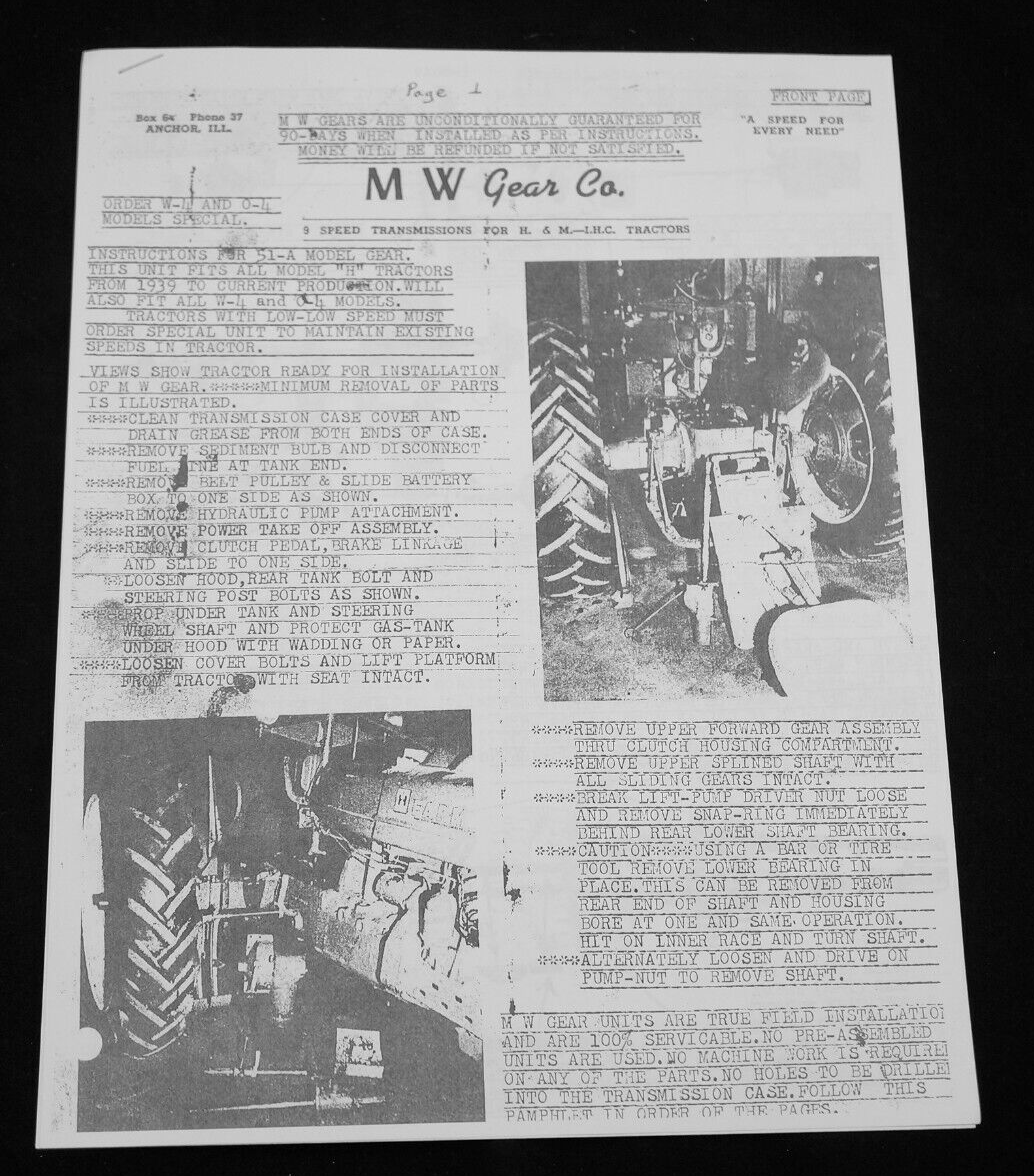 Page 1
FRONT PAGE
Box 64 Phone 37
ANCHOR, ILL.
M W GEARS ARE UNCONDITIONALLY GUARANTEED FOR
90-DAYS WHEN INSTALLED AS PER INSTRUCTIONS.
MONEY WILL BE REFUNDED IF NOT SATISFIED.
"A SPEED FOR
EVERY NEED"
M W Gear Co.
ORDER W-4 AND O-4
MODELS SPECIAL.
9 SPEED TRANSMISSIONS FOR H. & M.—I.H.C. TRACTORS
INSTRUCTIONS FOR 51-A MODEL GEAR.
THIS UNIT FITS ALL MODEL "H" TRACTORS
FROM 1939 TO CURRENT PRODUCTION.WILL
ALSO FIT ALL W-4 and O-4 MODELS.
TRACTORS WITH LOW-LOW SPEED MUST
ORDER SPECIAL UNIT TO MAINTAIN EXISTING
SPEEDS IN TRACTOR.
VIEWS SHOW TRACTOR READY FOR INSTALLATION
OF M W GEAR.*****MINIMUM REMOVAL OF PARTS
IS ILLUSTRATED.
****CLEAN TRANSMISSION CASE COVER AND
DRAIN GREASE FROM BOTH ENDS OF CASE.
****REMOVE SEDIMENT BULB AND DISCONNECT
FUEL LINE AT TANK END.
****REMOVE BELT PULLEY & SLIDE BATTERY
BOX TO ONE SIDE AS SHOWN.
****REMOVE HYDRAULIC PUMP ATTACHMENT.
****REMOVE POWER TAKE OFF ASSEMBLY.
****REMOVE CLUTCH PEDAL,BRAKE LINKAGE
AND SLIDE TO ONE SIDE.
**LOOSEN HOOD,REAR TANK BOLT AND
STEERING POST BOLTS AS SHOWN.
****PROP UNDER TANK AND STEERING
WHEEL SHAFT AND PROTECT GAS-TANK
UNDER HOOD WITH WADDING OR PAPER.
****LOOSEN COVER BOLTS AND LIFT PLATFORM
FROM TRACTOR WITH SEAT INTACT.
****REMOVE UPPER FORWARD GEAR ASSEMBLY
THRU CLUTCH HOUSING COMPARTMENT.
****REMOVE UPPER SPLINED SHAFT WITH
ALL SLIDING GEARS INTACT.
****BREAK LIFT-PUMP DRIVER NUT LOOSE
AND REMOVE SNAP-RING IMMEDIATELY
BEHIND REAR LOWER SHAFT BEARING.
****CAUTION****USING A BAR OR TIRE
TOOL REMOVE LOWER BEARING IN
PLACE.THIS CAN BE REMOVED FROM
REAR END OF SHAFT AND HOUSING
BORE AT ONE AND SAME OPERATION.
HIT ON INNER RACE AND TURN SHAFT.
****ALTERNATELY LOOSEN AND DRIVE ON
PUMP-NUT TO REMOVE SHAFT.
M W GEAR UNITS ARE TRUE FIELD INSTALLATIO
AND ARE 100% SERVICABLE.NO PRE-ASSEMBLED
UNITS ARE USED.NO MACHINE WORK IS REQUIRE
ON ANY OF THE PARTS.NO HOLES TO BE DRILLE
INTO THE TRANSMISSION CASE.FOLLOW THIS
PAMPHLET IN ORDER OF THE PAGES.